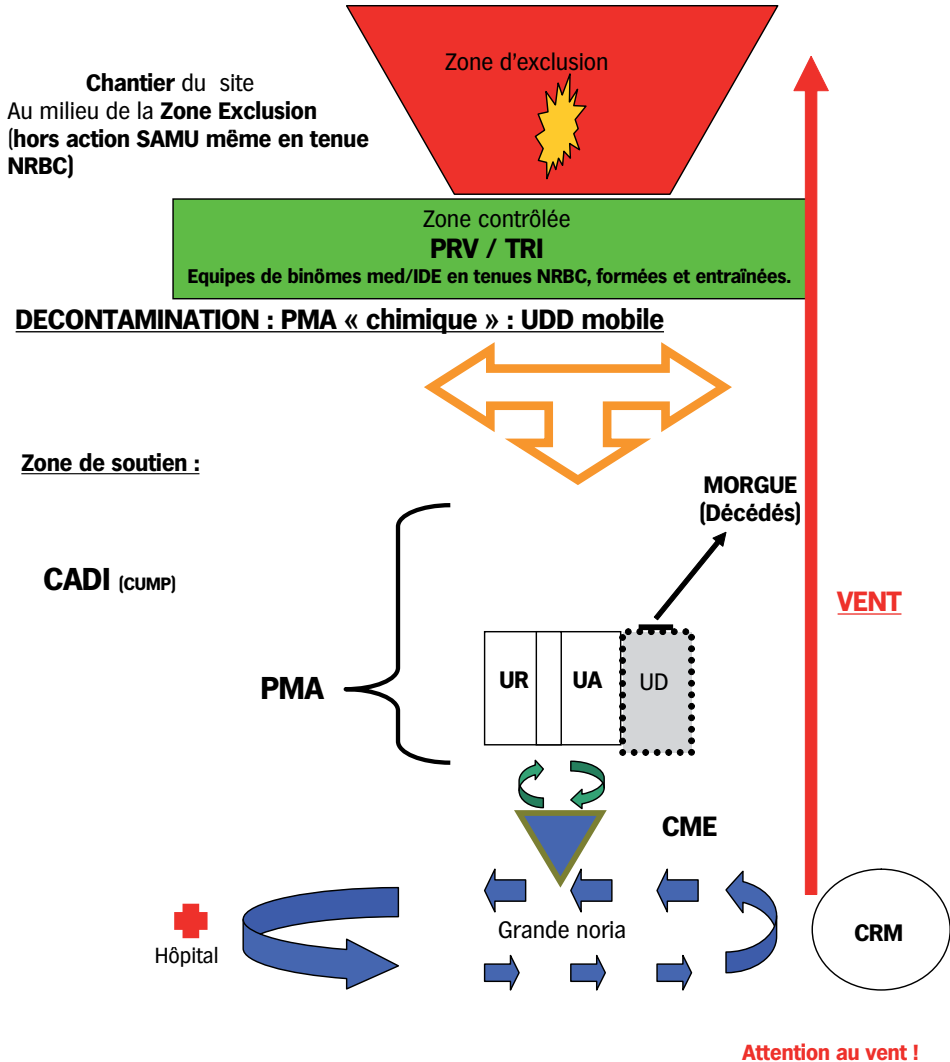 Zone d'exclusion
Chantier du site
Au milieu de la Zone Exclusion
(hors action SAMU même en tenue
NRBC)
Zone contrôlée
PRV / TRI
Equipes de binômes med/IDE en tenues NRBC, formées et entraînées.
DECONTAMINATION : PMA « chimique » : UDD mobile
Zone de soutien :
MORGUE
(Décédés)
CADI (CUMP)
VENT
PMA
UR
UA
UD
CME
Grande noria
Hôpital
CRM
Attention au vent !